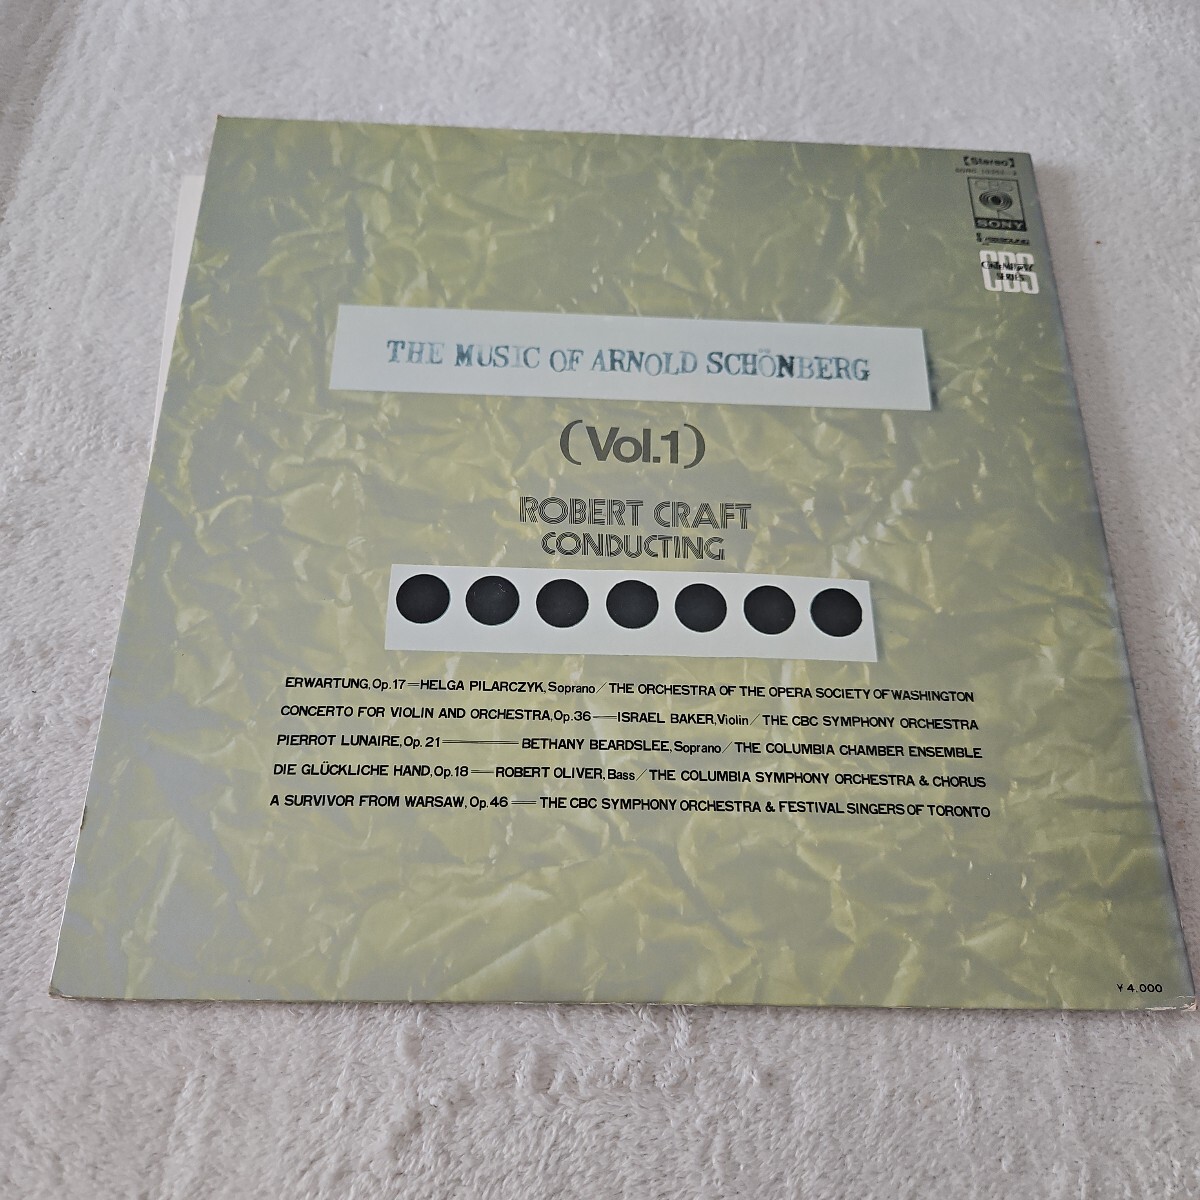 【Stereo】
CBS
SONY
CBS
SERIES
THE MUSIC OF ARNOLD SCHÖNBERG
(Vol.1)
ROBERT CRAFT
CONDUCTING
ERWARTUNG, Op.17—HELGA PILARCZYK, Soprano/THE ORCHESTRA OF THE OPERA SOCIETY OF WASHINGTON
CONCERTO FOR VIOLIN AND ORCHESTRA, Op.36—ISRAEL BAKER, Violin/THE CBC SYMPHONY ORCHESTRA
PIERROT LUNAIRE, Op. 21—BETHANY BEARDSLEE, Soprano/THE COLUMBIA CHAMBER ENSEMBLE
DIE GLÜCKLICHE HAND, Op.18—ROBERT OLIVER, Bass/THE COLUMBIA SYMPHONY ORCHESTRA & CHORUS
A SURVIVOR FROM WARSAW, Op. 46—THE CBC SYMPHONY ORCHESTRA & FESTIVAL SINGERS OF TORONTO
¥4,000